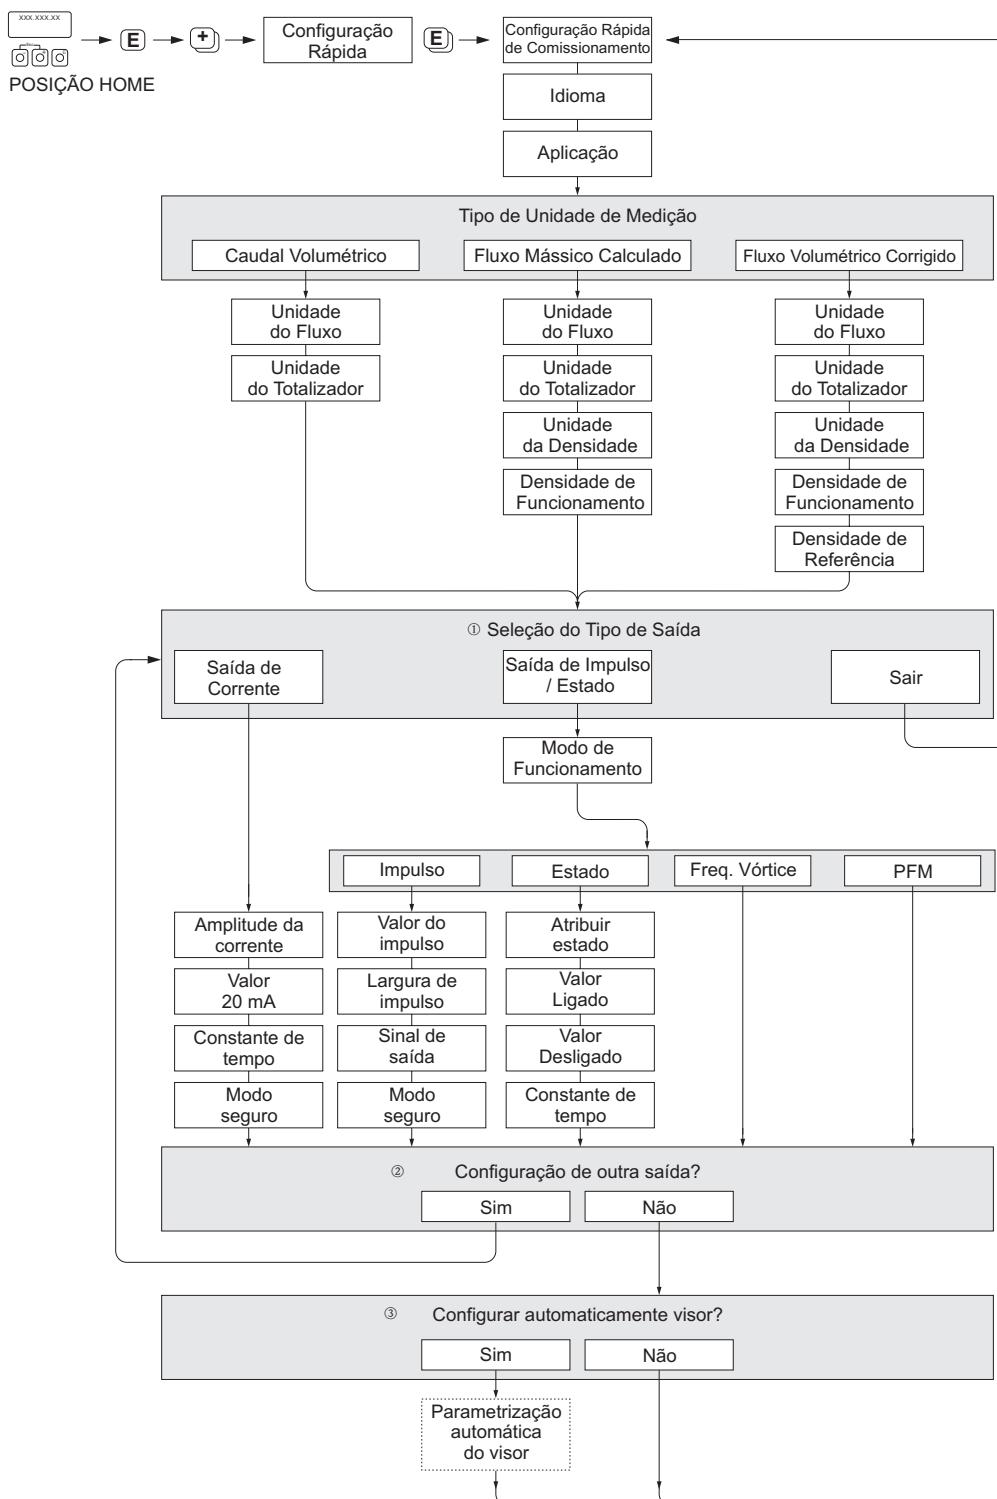 xxx.xxx.xx
E
+
Configuração
Rápida
E
Configuração Rápida
de Comissionamento
POSIÇÃO HOME
Idioma
Aplicação
Tipo de Unidade de Medição
Caudal Volumétrico
Fluxo Mássico Calculado
Fluxo Volumétrico Corrigido
Unidade
do Fluxo
Unidade
do Fluxo
Unidade
do Fluxo
Unidade
do Totalizador
Unidade
do Totalizador
Unidade
do Totalizador
Unidade
da Densidade
Unidade
da Densidade
Densidade de
Funcionamento
Densidade de
Funcionamento
Densidade de
Referência
① Seleção do Tipo de Saída
Saída de
Corrente
Saída de Impulso
/ Estado
Sair
Modo de
Funcionamento
Impulso
Estado
Freq. Vórtice
PFM
Amplitude da
corrente
Valor do
impulso
Atribuir
estado
Valor
20 mA
Largura de
impulso
Valor
Ligado
Constante de
tempo
Sinal de
saída
Valor
Desligado
Modo
seguro
Modo
seguro
Constante de
tempo
② Configuração de outra saída?
Sim
Não
③ Configurar automaticamente visor?
Sim
Não
Parametrização
automática
do visor